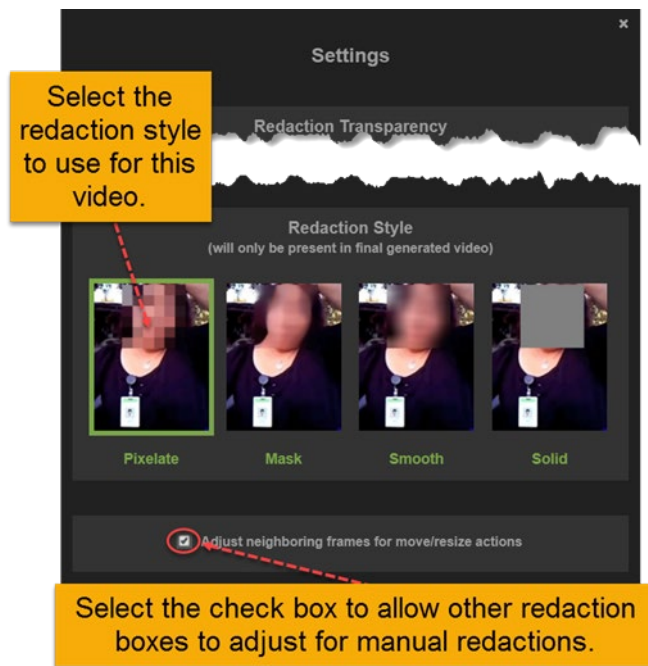 ×
Settings
Select the
redaction style
to use for this
video.
Redaction Transparency
Redaction Style
(will only be present in final generated video)
Pixelate
Mask
Smooth
Solid
Adjust neighboring frames for move/resize actions
Select the check box to allow other redaction
boxes to adjust for manual redactions.